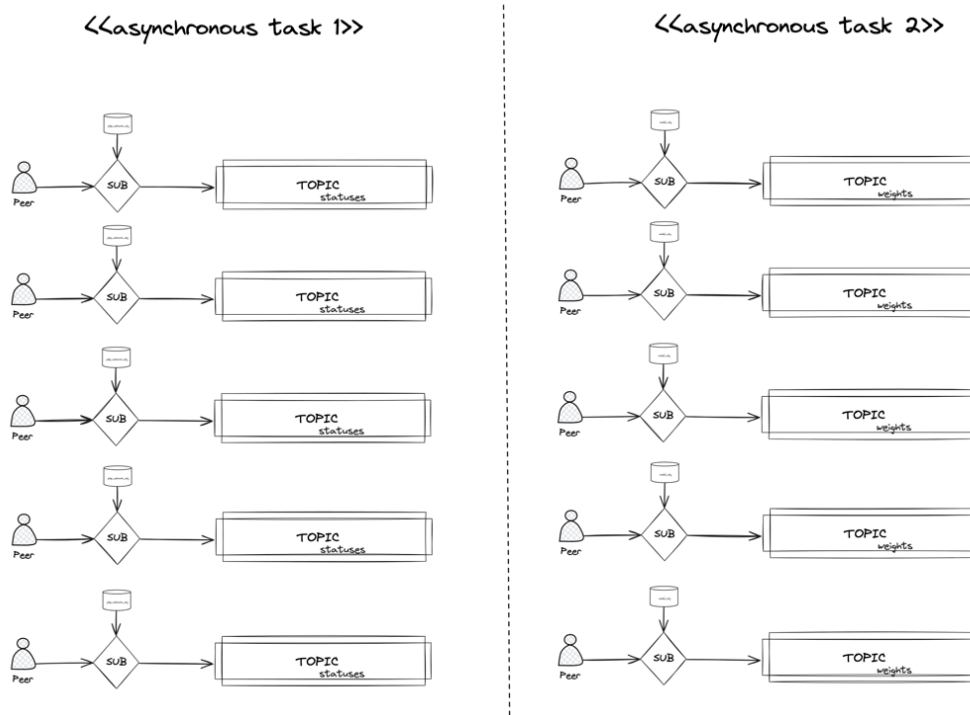 <<asynchronous task 1>>
SUB
Peer
TOPIC
statuses
SUB
Peer
TOPIC
statuses
SUB
Peer
TOPIC
statuses
SUB
Peer
TOPIC
statuses
SUB
Peer
TOPIC
statuses
<<asynchronous task 2>>
SUB
Peer
TOPIC
weights
SUB
Peer
TOPIC
weights
SUB
Peer
TOPIC
weights
SUB
Peer
TOPIC
weights
SUB
Peer
TOPIC
weights